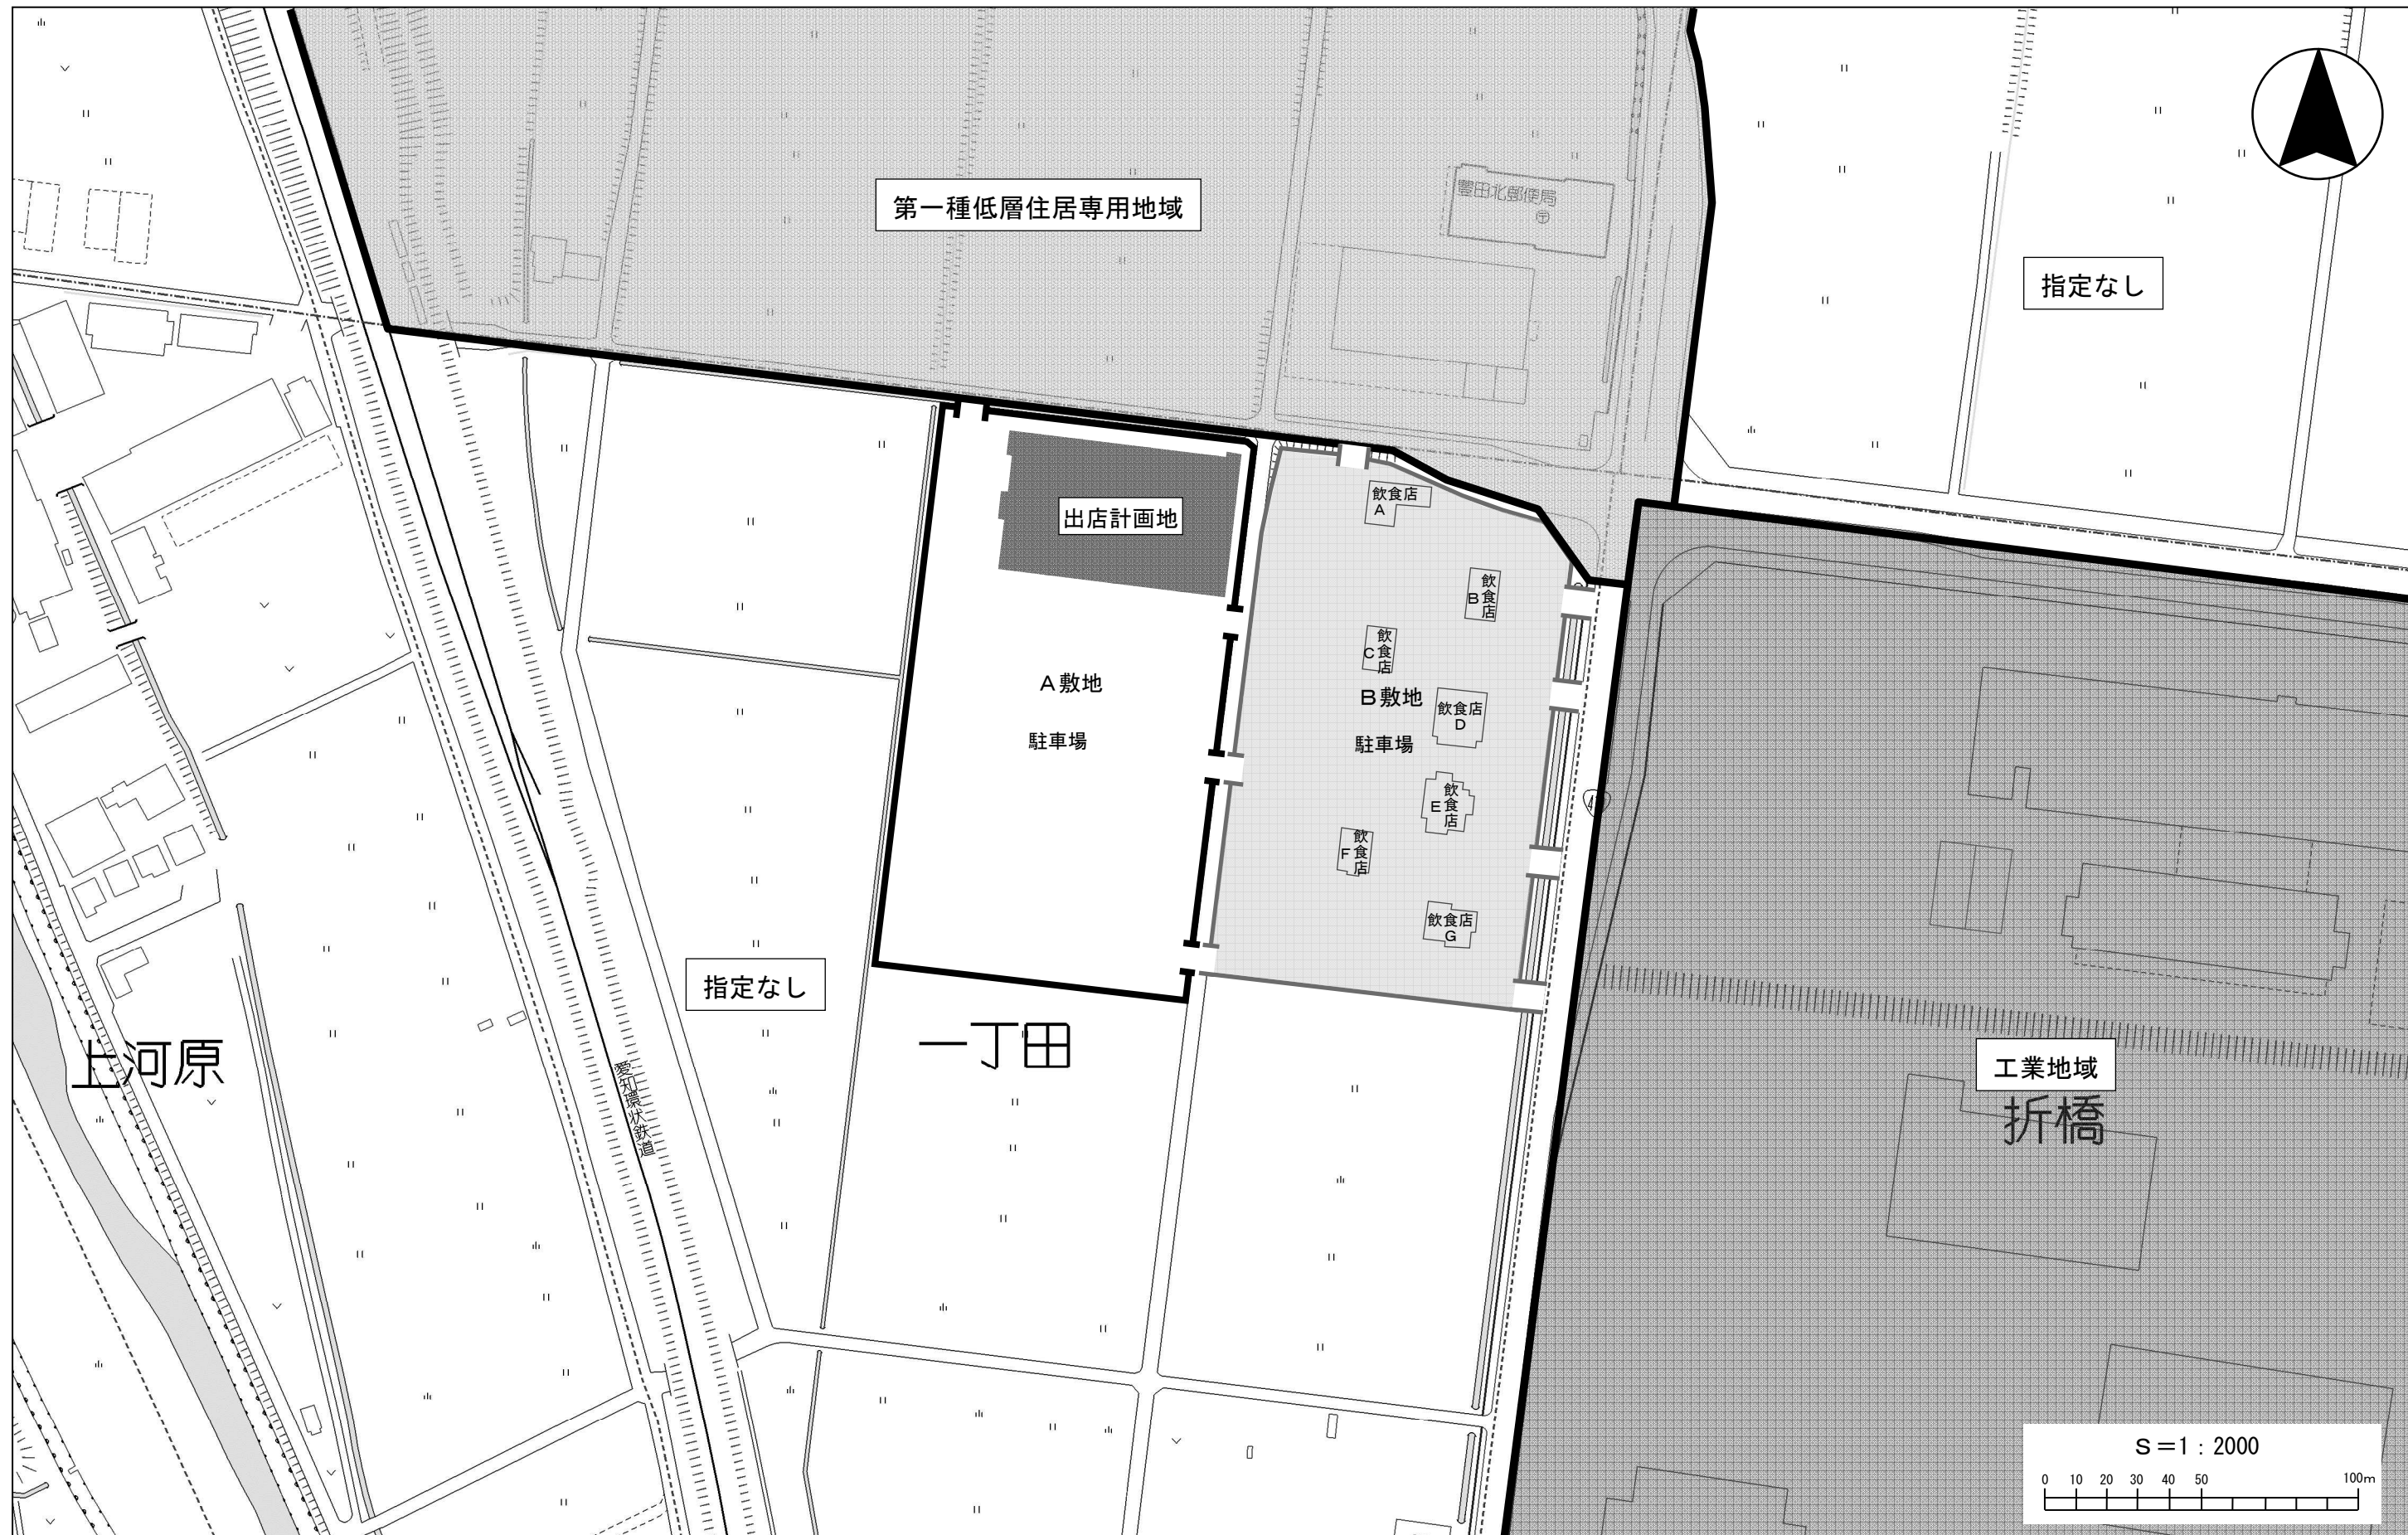 豊田北郵便局
第一種低層住居専用地域
指定なし
出店計画地
飲食店
A
飲食店
B
飲食店
C
A敷地
駐車場
B敷地
駐車場
飲食店
D
飲食店
E
飲食店
F
飲食店
G
指定なし
一丁田
上河原
愛知環状鉄道
工業地域
折橋
S=1：2000
0 10 20 30 40 50 100m